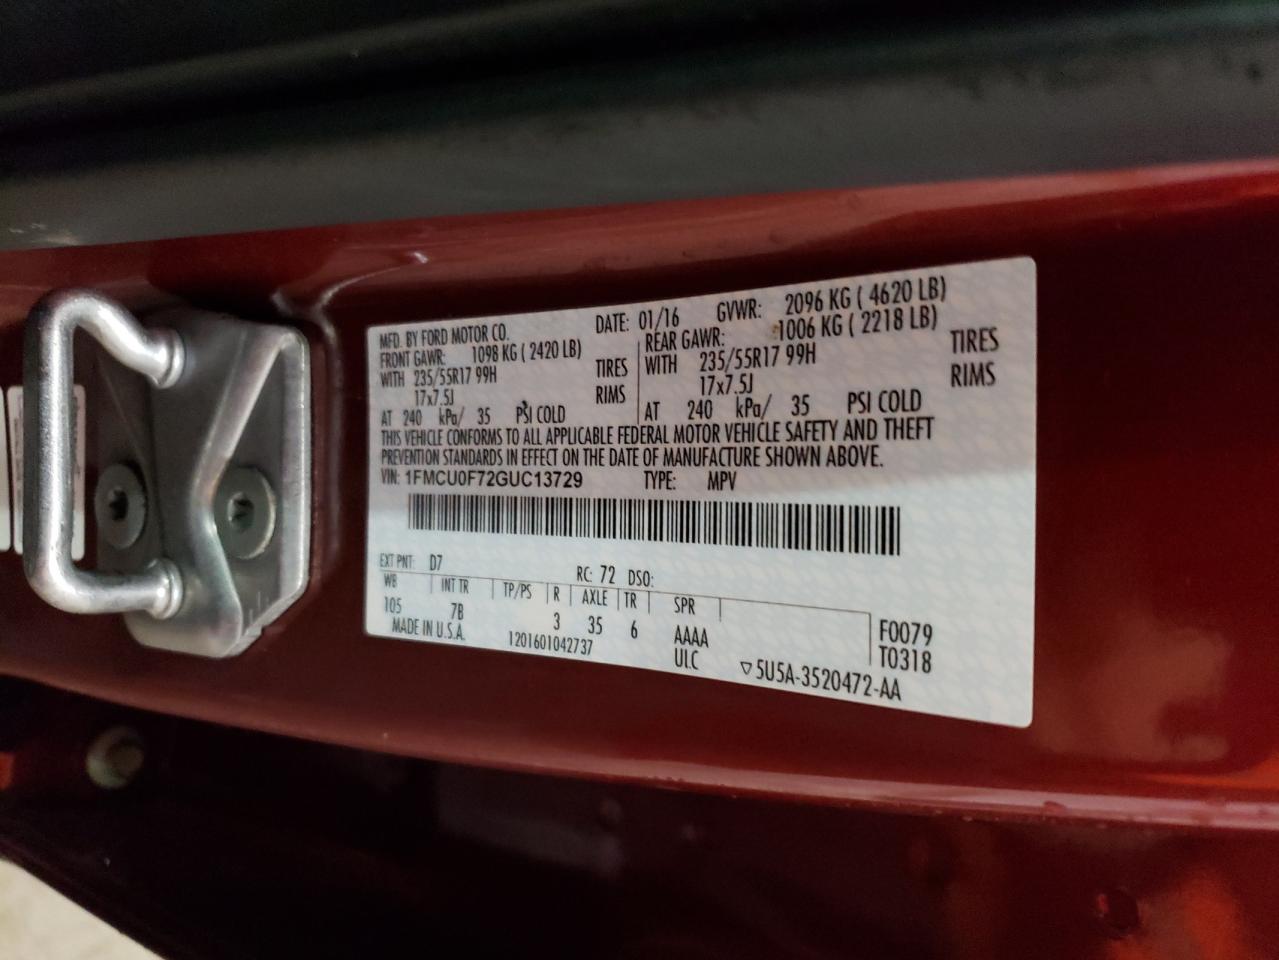 MFD. BY FORD MOTOR CO.
DATE: 01/16 GVWR: 2096 KG ( 4620 LB)
FRONT GAWR: 1098 KG ( 2420 LB)
WITH 235/55R17 99H TIRES
17x7.5J RIMS
AT 240 kPa/ 35 PSI COLD
REAR GAWR: 1006 KG ( 2218 LB)
WITH 235/55R17 99H TIRES
17x7.5J RIMS
AT 240 kPa/ 35 PSI COLD
THIS VEHICLE CONFORMS TO ALL APPLICABLE FEDERAL MOTOR VEHICLE SAFETY AND THEFT
PREVENTION STANDARDS IN EFFECT ON THE DATE OF MANUFACTURE SHOWN ABOVE.
VIN: 1FMCU0F72GUC13729 TYPE: MPV
EXT PNT: D7 RC: 72 DSO:
WB INT TR TP/PS R AXLE TR SPR
105 7B 3 35 6 AAAA F0079
MADE IN U.S.A. 1201601042737 ULC T0318
5U5A-3520472-AA